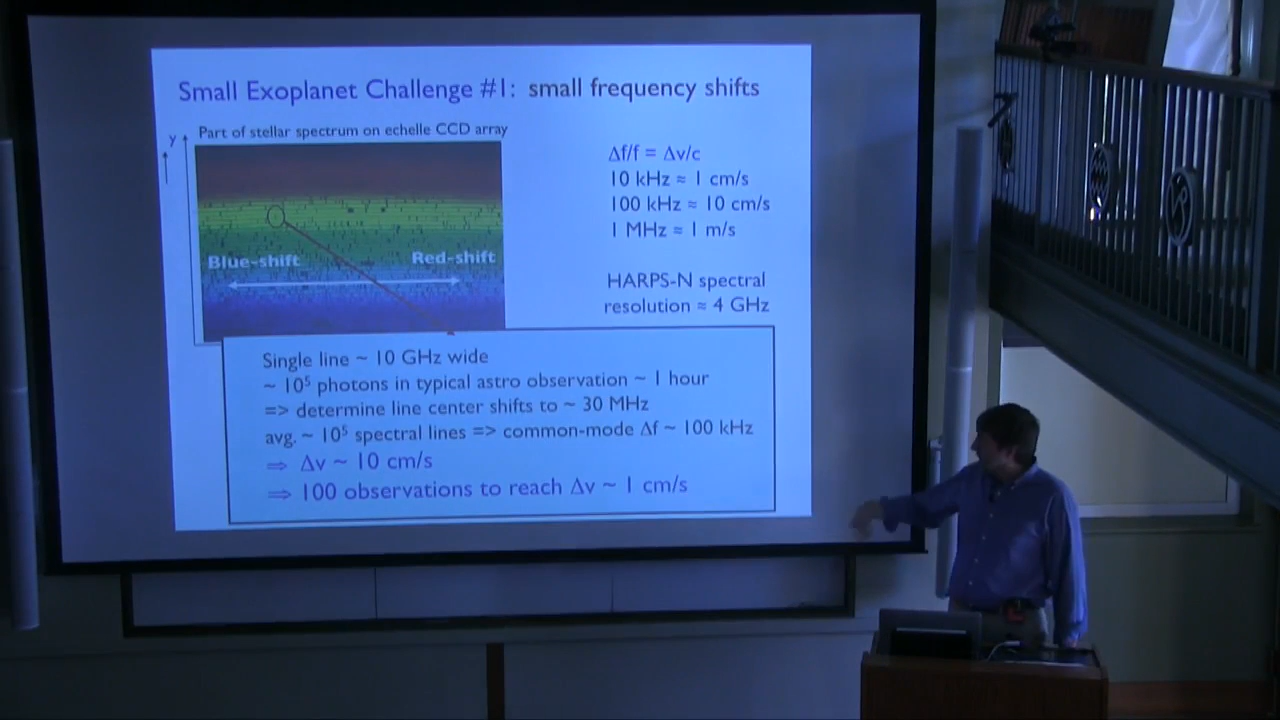 Small Exoplanet Challenge #1: small frequency shifts
Part of stellar spectrum on echelle CCD array
y
Blue-shift
Red-shift
Δf/f = Δv/c
10 kHz ≈ 1 cm/s
100 kHz ≈ 10 cm/s
1 MHz ≈ 1 m/s
HARPS-N spectral
resolution ≈ 4 GHz
Single line ~ 10 GHz wide
~ 10⁵ photons in typical astro observation ~ 1 hour
=> determine line center shifts to ~ 30 MHz
avg. ~ 10⁵ spectral lines => common-mode Δf ~ 100 kHz
⇒ Δv ~ 10 cm/s
⇒ 100 observations to reach Δv ~ 1 cm/s